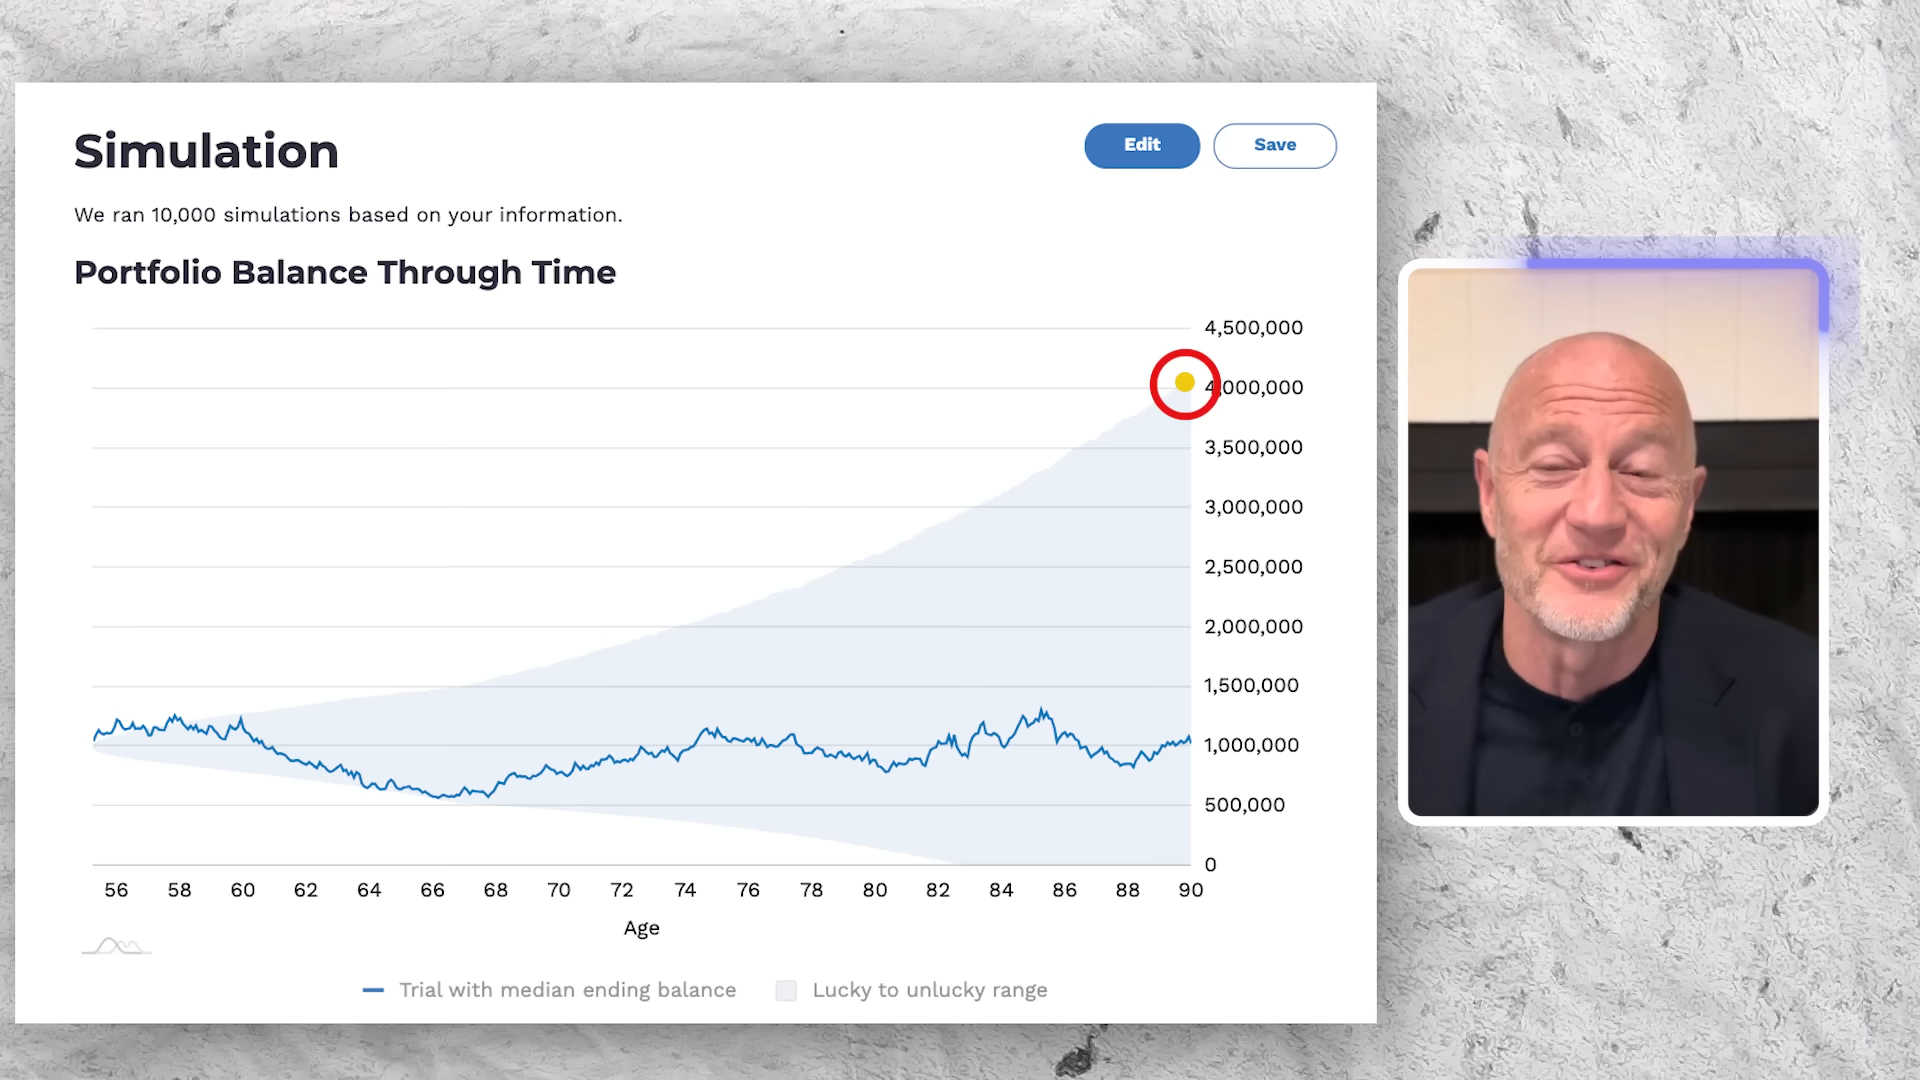 Simulation
Edit
Save
We ran 10,000 simulations based on your information.
Portfolio Balance Through Time
4,500,000
4,000,000
3,500,000
3,000,000
2,500,000
2,000,000
1,500,000
1,000,000
500,000
0
56 58 60 62 64 66 68 70 72 74 76 78 80 82 84 86 88 90
Age
Trial with median ending balance
Lucky to unlucky range